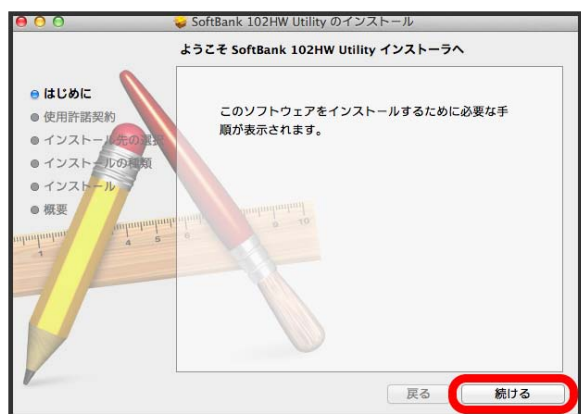 SoftBank 102HW Utility のインストール
ようこそ SoftBank 102HW Utility インストーラへ
はじめに
使用許諾契約
インストール先の選択
インストールの種類
インストール
概要
このソフトウェアをインストールするために必要な手
順が表示されます。
1
4
5
10
戻る
続ける